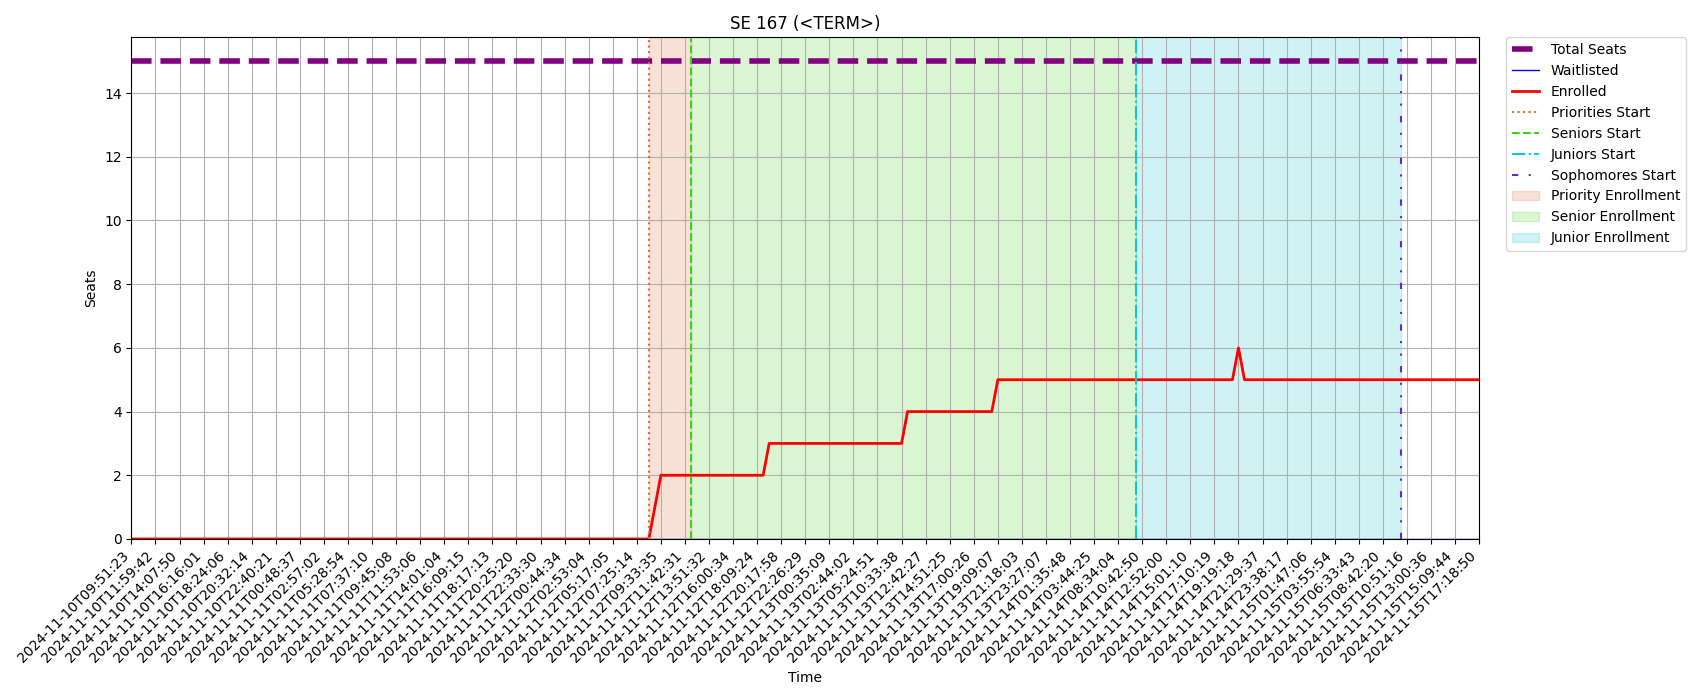 SE 167 (<TERM>)
Total Seats
Waitlisted
Enrolled
Priorities Start
Seniors Start
Juniors Start
Sophomores Start
Priority Enrollment
Senior Enrollment
Junior Enrollment
Seats
14
12
10
8
6
4
2
0
2024-11-10T09:51:23
2024-11-10T11:59:42
2024-11-10T14:07:50
2024-11-10T16:16:01
2024-11-10T18:24:06
2024-11-10T20:32:14
2024-11-10T22:40:21
2024-11-11T00:48:37
2024-11-11T02:57:02
2024-11-11T05:28:54
2024-11-11T07:37:10
2024-11-11T09:45:08
2024-11-11T11:53:06
2024-11-11T14:01:04
2024-11-11T16:09:15
2024-11-11T18:17:13
2024-11-11T20:25:20
2024-11-11T22:33:30
2024-11-12T00:44:34
2024-11-12T02:53:04
2024-11-12T05:17:05
2024-11-12T07:25:14
2024-11-12T09:33:35
2024-11-12T11:42:31
2024-11-12T13:51:32
2024-11-12T16:00:34
2024-11-12T18:09:24
2024-11-12T20:17:58
2024-11-12T22:26:29
2024-11-13T00:35:09
2024-11-13T02:44:02
2024-11-13T05:24:51
2024-11-13T10:33:38
2024-11-13T12:42:27
2024-11-13T14:51:25
2024-11-13T17:00:26
2024-11-13T19:09:07
2024-11-13T21:18:03
2024-11-13T23:27:07
2024-11-14T01:35:48
2024-11-14T03:44:25
2024-11-14T08:34:04
2024-11-14T10:42:50
2024-11-14T12:52:00
2024-11-14T15:01:10
2024-11-14T17:10:19
2024-11-14T19:19:18
2024-11-14T21:29:37
2024-11-14T23:38:17
2024-11-15T01:47:06
2024-11-15T03:55:54
2024-11-15T06:33:43
2024-11-15T08:42:20
2024-11-15T10:51:16
2024-11-15T13:00:36
2024-11-15T15:09:44
2024-11-15T17:18:50
Time